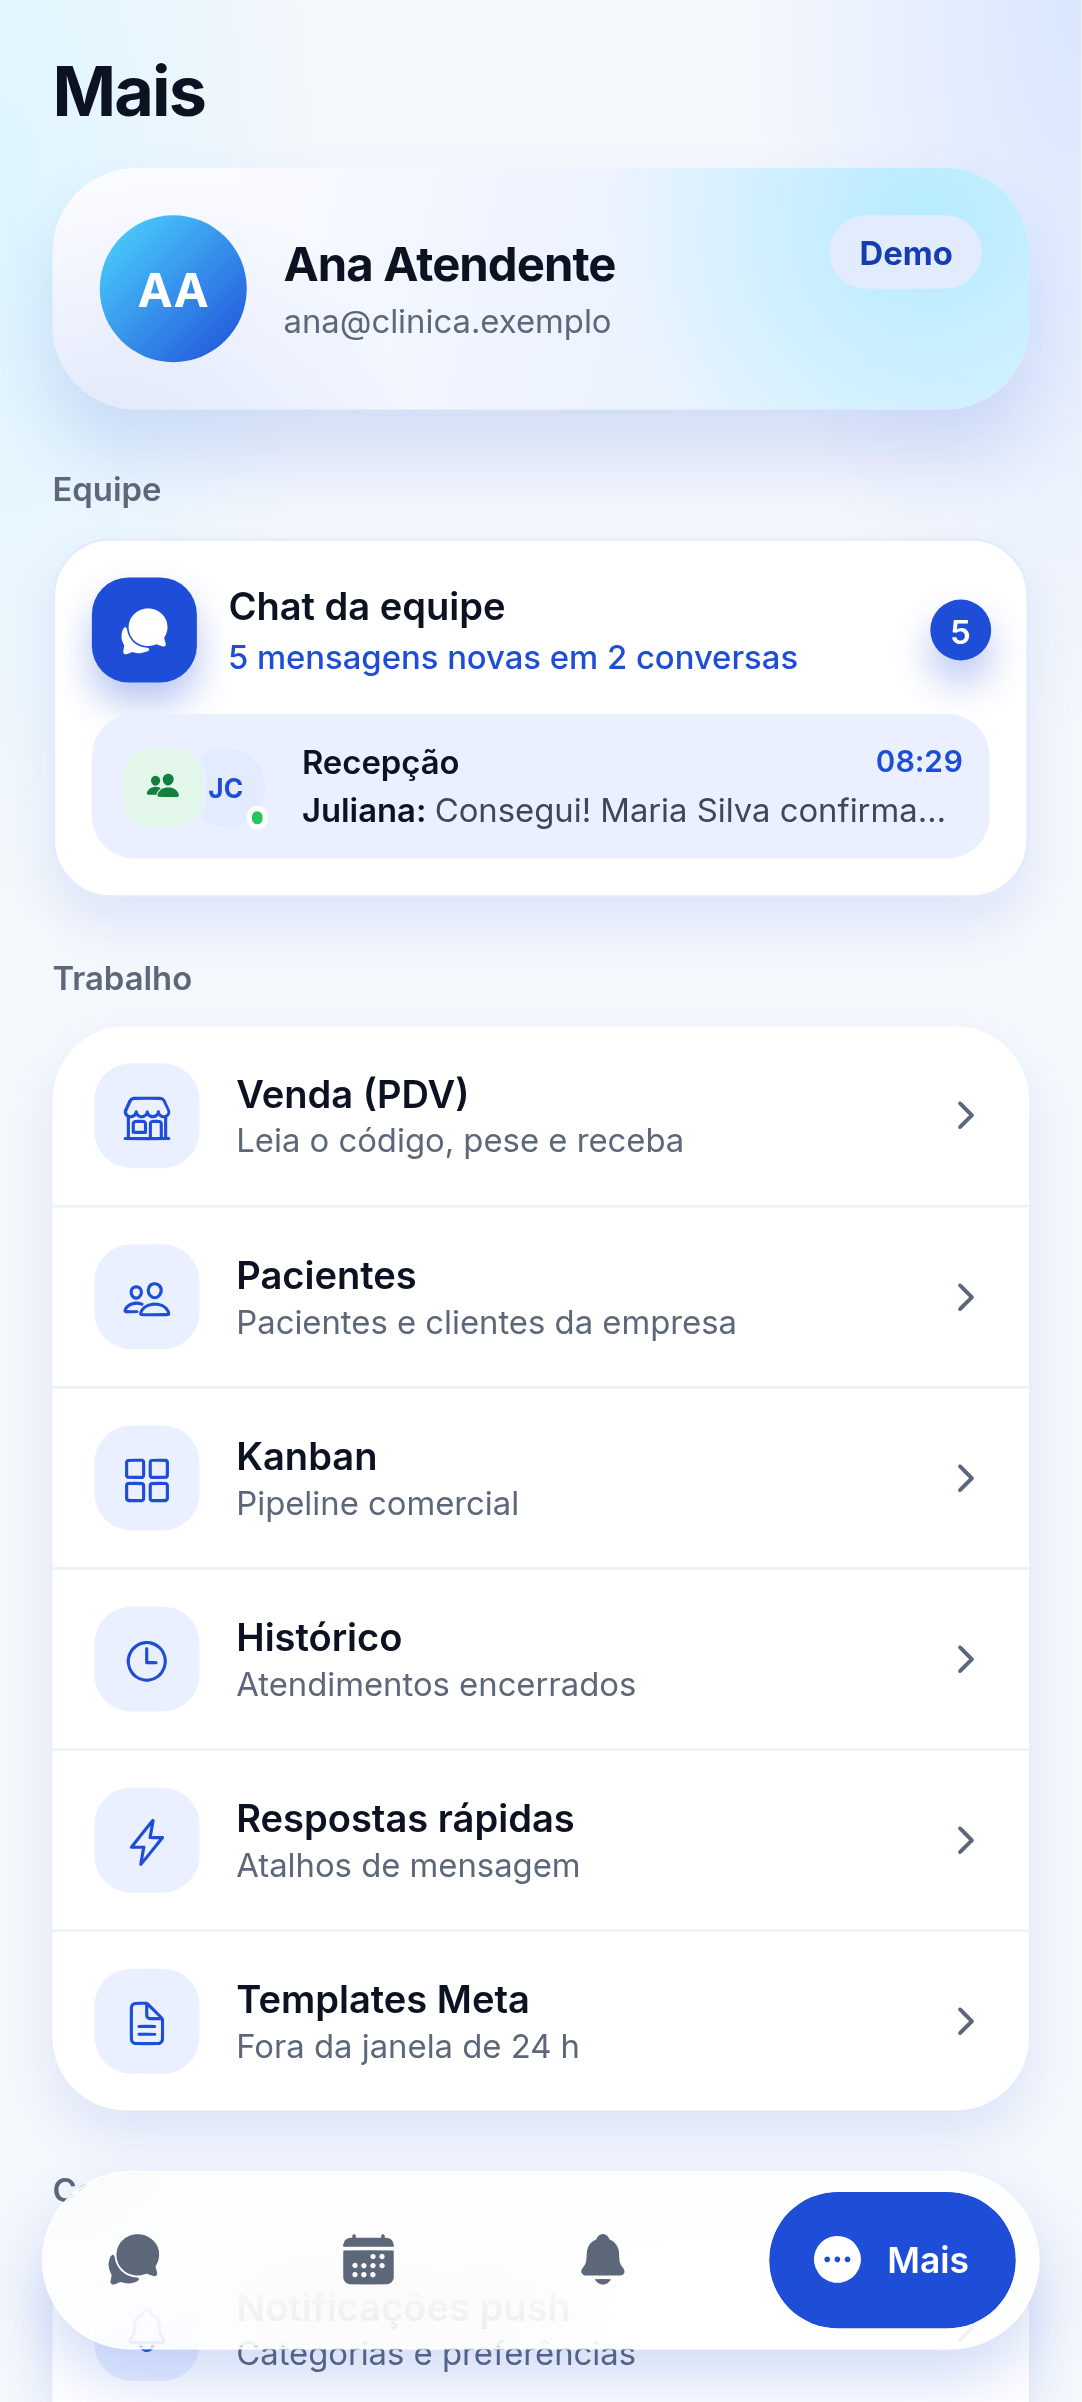 Mais
AA
Ana Atendente
ana@clinica.exemplo
Demo
Equipe
Chat da equipe
5 mensagens novas em 2 conversas
5
JC
Recepção
08:29
Juliana: Consegui! Maria Silva confirma...
Trabalho
Venda (PDV)
Leia o código, pese e receba
Pacientes
Pacientes e clientes da empresa
Kanban
Pipeline comercial
Histórico
Atendimentos encerrados
Respostas rápidas
Atalhos de mensagem
Templates Meta
Fora da janela de 24 h
Mais
Notificações push
Categorias e preferências